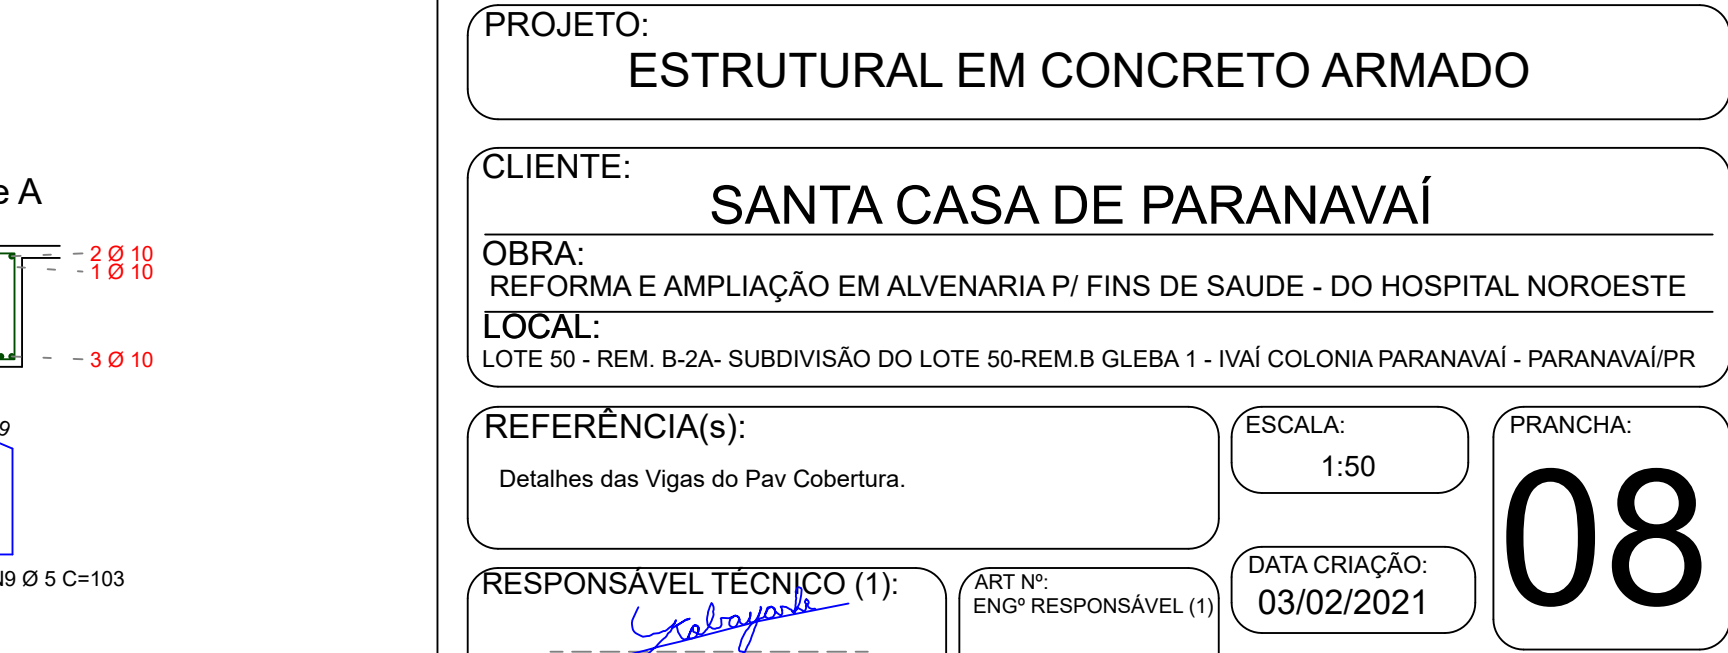 e A
2 Ø 10
1 Ø 10
3 Ø 10
9
N9 Ø 5 C=103
PROJETO:
ESTRUTURAL EM CONCRETO ARMADO
CLIENTE:
SANTA CASA DE PARANAVAÍ
OBRA:
REFORMA E AMPLIAÇÃO EM ALVENARIA P/ FINS DE SAUDE - DO HOSPITAL NOROESTE
LOCAL:
LOTE 50 - REM. B-2A- SUBDIVISÃO DO LOTE 50-REM.B GLEBA 1 - IVAÍ COLONIA PARANAVAÍ - PARANAVAÍ/PR
REFERÊNCIA(s):
Detalhes das Vigas do Pav Cobertura.
ESCALA:
1:50
PRANCHA:
08
DATA CRIAÇÃO:
03/02/2021
RESPONSÁVEL TÉCNICO (1):
ART Nº:
ENGº RESPONSÁVEL (1)